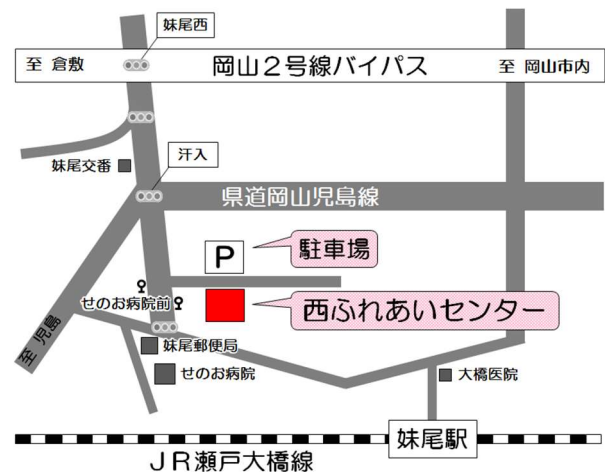 妹尾西
至 倉敷
岡山2号線バイパス
至 岡山市内
妹尾交番
汗入
県道岡山児島線
P
駐車場
せのお病院前
西ふれあいセンター
至 児島
妹尾郵便局
せのお病院
大橋医院
妹尾駅
JR瀬戸大橋線